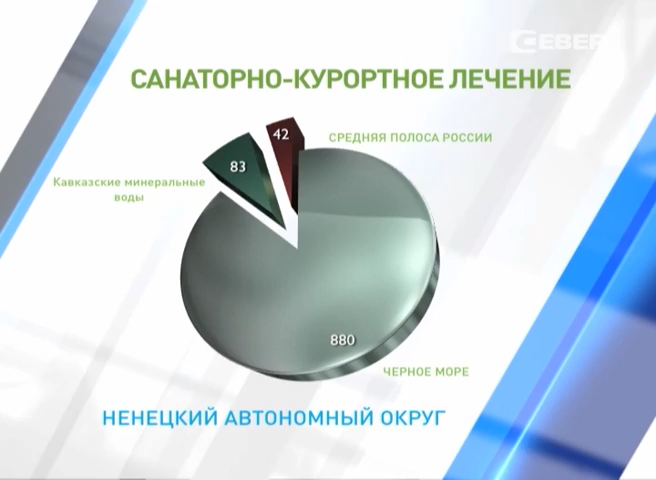 СЕВЕР
САНАТОРНО-КУРОРТНОЕ ЛЕЧЕНИЕ
42
СРЕДНЯЯ ПОЛОСА РОССИИ
83
Кавказские минеральные
воды
880
ЧЕРНОЕ МОРЕ
НЕНЕЦКИЙ АВТОНОМНЫЙ ОКРУГ